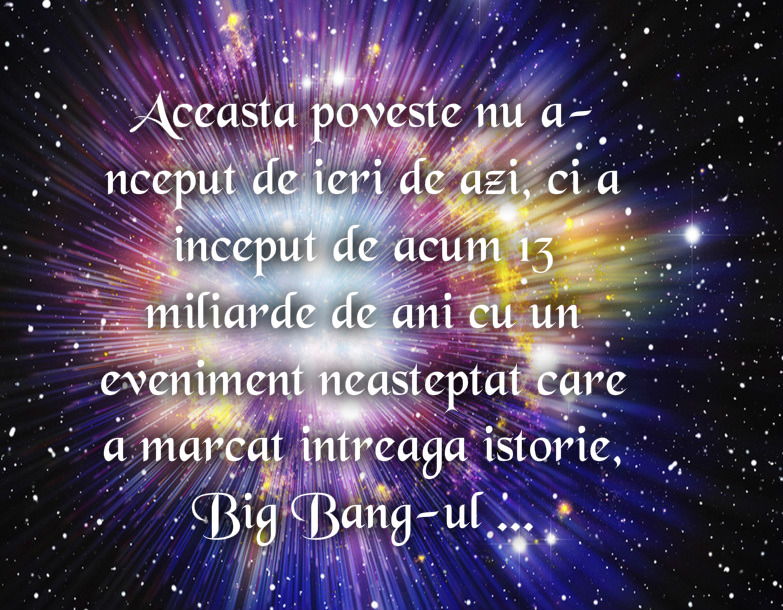 Aceasta poveste nu a-
nceput de ieri de azi, ci a
inceput de acum 13
miliarde de ani cu un
eveniment neasteptat care
a marcat intreaga istorie,
Big Bang-ul ...